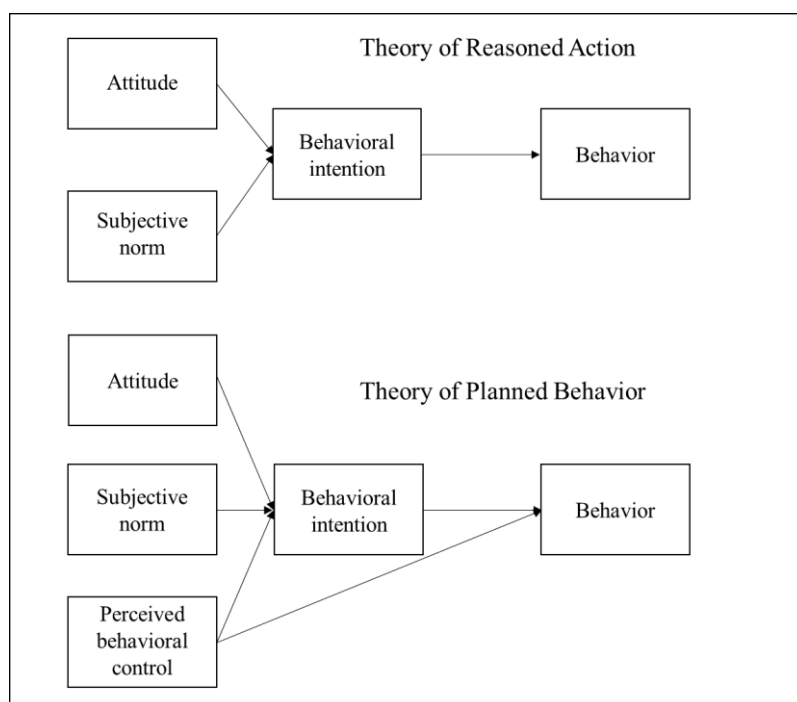 Theory of Reasoned Action
Attitude
Behavioral
intention
Behavior
Subjective
norm
Attitude
Theory of Planned Behavior
Subjective
norm
Behavioral
intention
Behavior
Perceived
behavioral
control